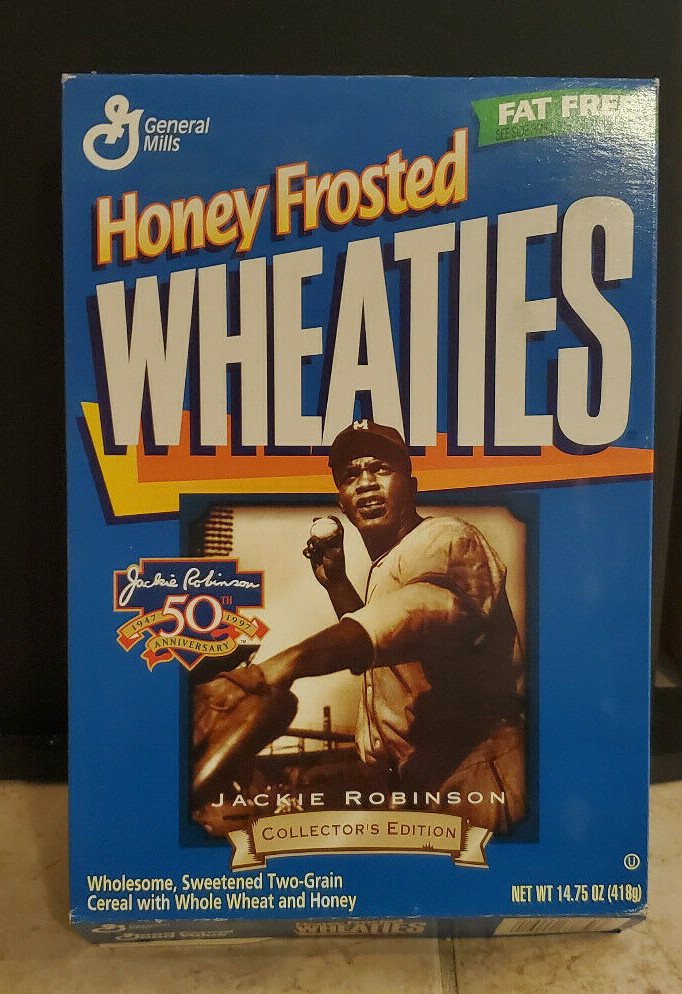 General
Mills
FAT FREE
Honey Frosted
WHEATIES
M
Jackie Robinson
50TH
1947 1997
ANNIVERSARY™
JACKIE ROBINSON
COLLECTOR'S EDITION
Wholesome, Sweetened Two-Grain
Cereal with Whole Wheat and Honey
U
NET WT 14.75 OZ (418g)
WHEATIES